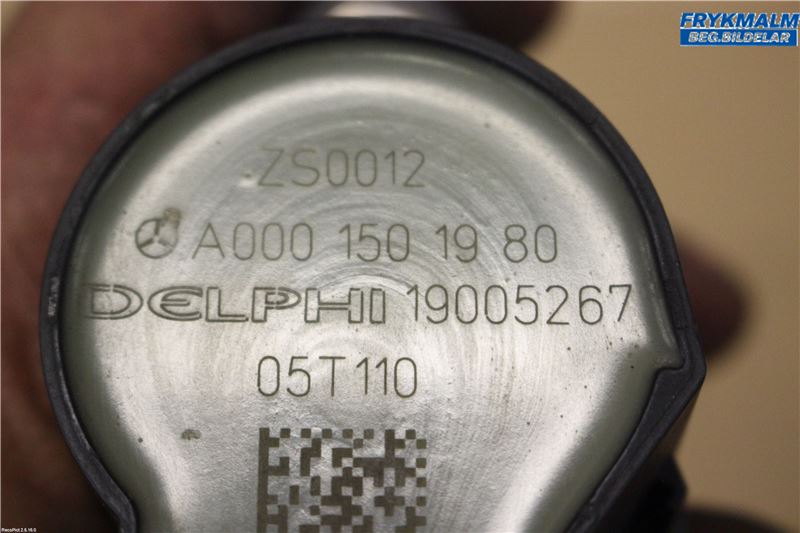 FRYKMALM
BEG.BILDELAR
ZS0012
A000 150 19 80
DELPHI 19005267
05T110